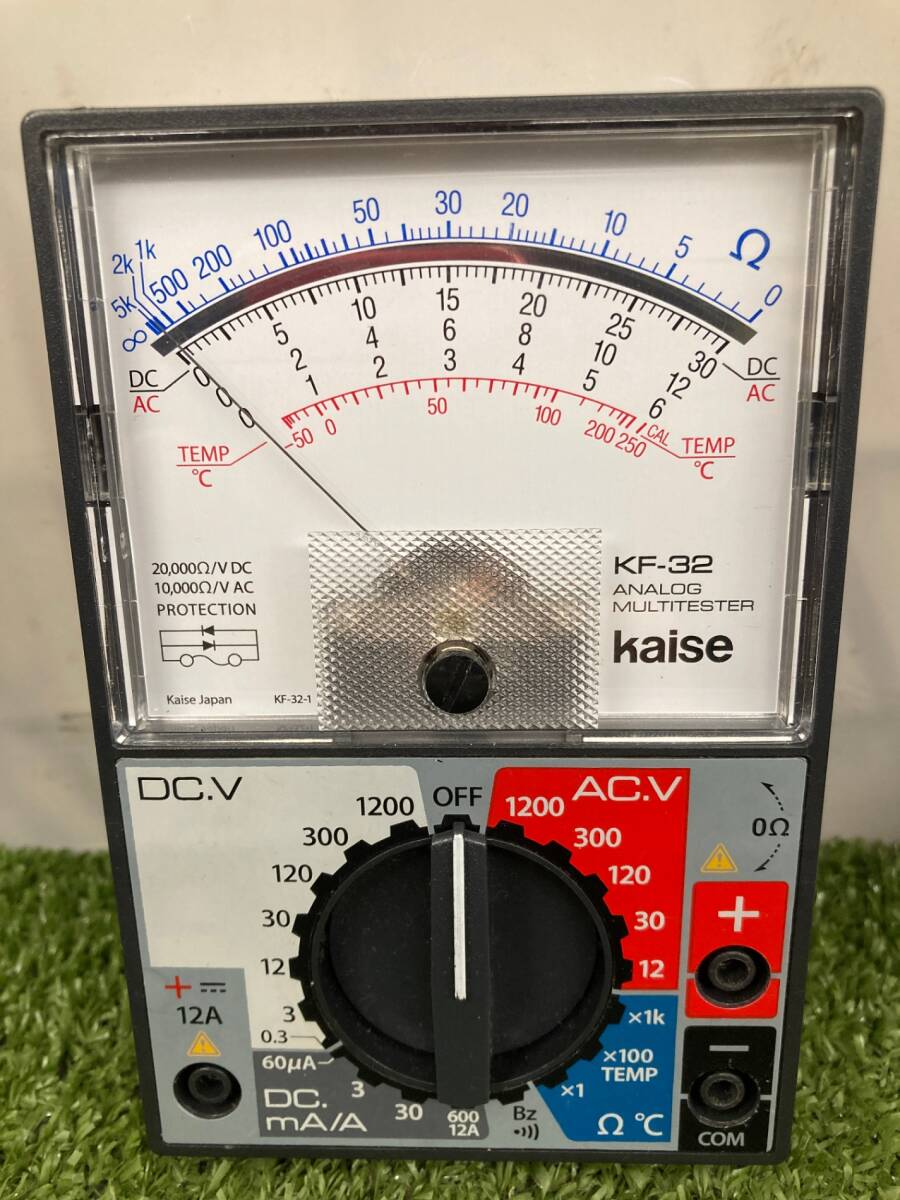 2k 1k
5k 500 200 100 50 30 20 10 5 0 Ω
∞
0 5 10 15 20 25 30
0 2 4 6 8 10 12
0 1 2 3 4 5 6
DC
AC
DC
AC
-50 0 50 100 200 250 CAL
TEMP
°C
TEMP
°C
20,000Ω/V DC
10,000Ω/V AC
PROTECTION
Kaise Japan
KF-32-1
KF-32
ANALOG
MULTITESTER
kaise
DC.V
1200
300
120
30
12
3
0.3
OFF
AC.V
1200
300
120
30
12
0Ω
+
+
12A
60µA
DC.
mA/A
3
30
600
12A
Bz
•)))
×1
×100
TEMP
×1k
Ω °C
−
COM